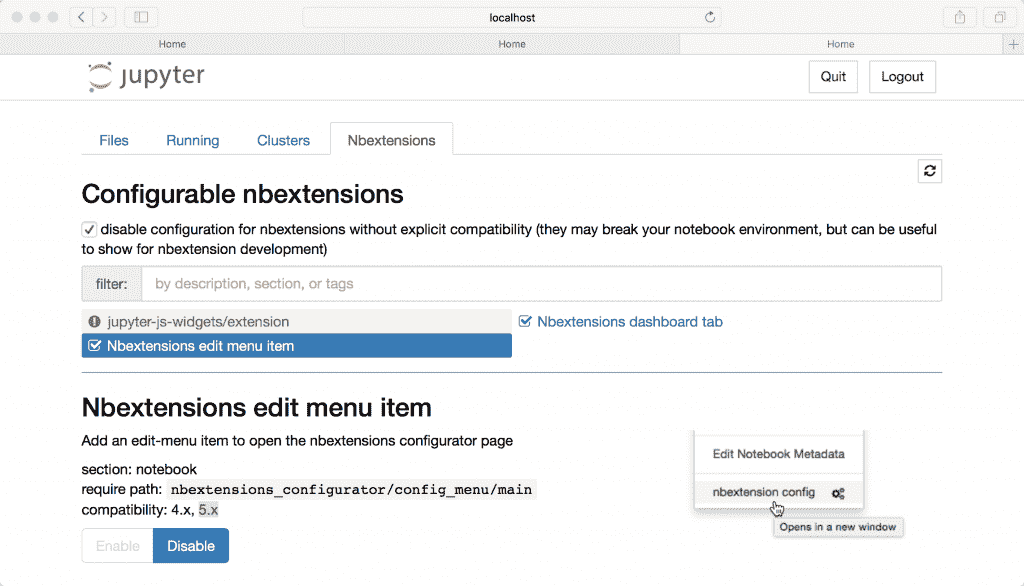 localhost
Home Home Home
jupyter Quit Logout
Files Running Clusters Nbextensions
Configurable nbextensions
disable configuration for nbextensions without explicit compatibility (they may break your notebook environment, but can be useful
to show for nbextension development)
filter: by description, section, or tags
jupyter-js-widgets/extension Nbextensions dashboard tab
Nbextensions edit menu item
Nbextensions edit menu item
Add an edit-menu item to open the nbextensions configurator page
section: notebook
require path: nbextensions_configurator/config_menu/main
compatibility: 4.x, 5.x
Enable Disable
Edit Notebook Metadata
nbextension config
Opens in a new window